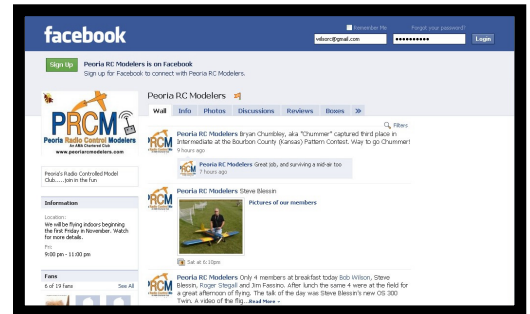 facebook
Remember Me
Forgot your password?
wilsorc@gmail.com
Login
Sign Up
Peoria RC Modelers is on Facebook
Sign up for Facebook to connect with Peoria RC Modelers.
Peoria RC Modelers
Wall Info Photos Discussions Reviews Boxes »
Filters
PRCM
Peoria Radio Control Modelers
An AMA Chartered Club
www.peoriarcmodelers.com
Peoria's Radio Controlled Model
Club.....join in the fun
Information
Location:
We will be flying indoors beginning
the first Friday in November. Watch
for more details.
Fri:
9:00 pm - 11:00 pm
Fans
6 of 19 fans See All
Peoria RC Modelers Bryan Chumbley, aka "Chummer" captured third place in
Intermediate at the Bourbon County (Kansas) Pattern Contest. Way to go Chummer!
9 hours ago
Peoria RC Modelers Great job, and surviving a mid-air too
7 hours ago
Peoria RC Modelers Steve Blessin
Pictures of our members
Sat at 6:10pm
Peoria RC Modelers Only 4 members at breakfast today Bob Wilson, Steve
Blessin, Roger Stegall and Jim Fassino. After lunch the same 4 were at the field for
a great afternoon of flying. The talk of the day was Steve Blessin's new OS 300
Twin. A video of the flig...Read More